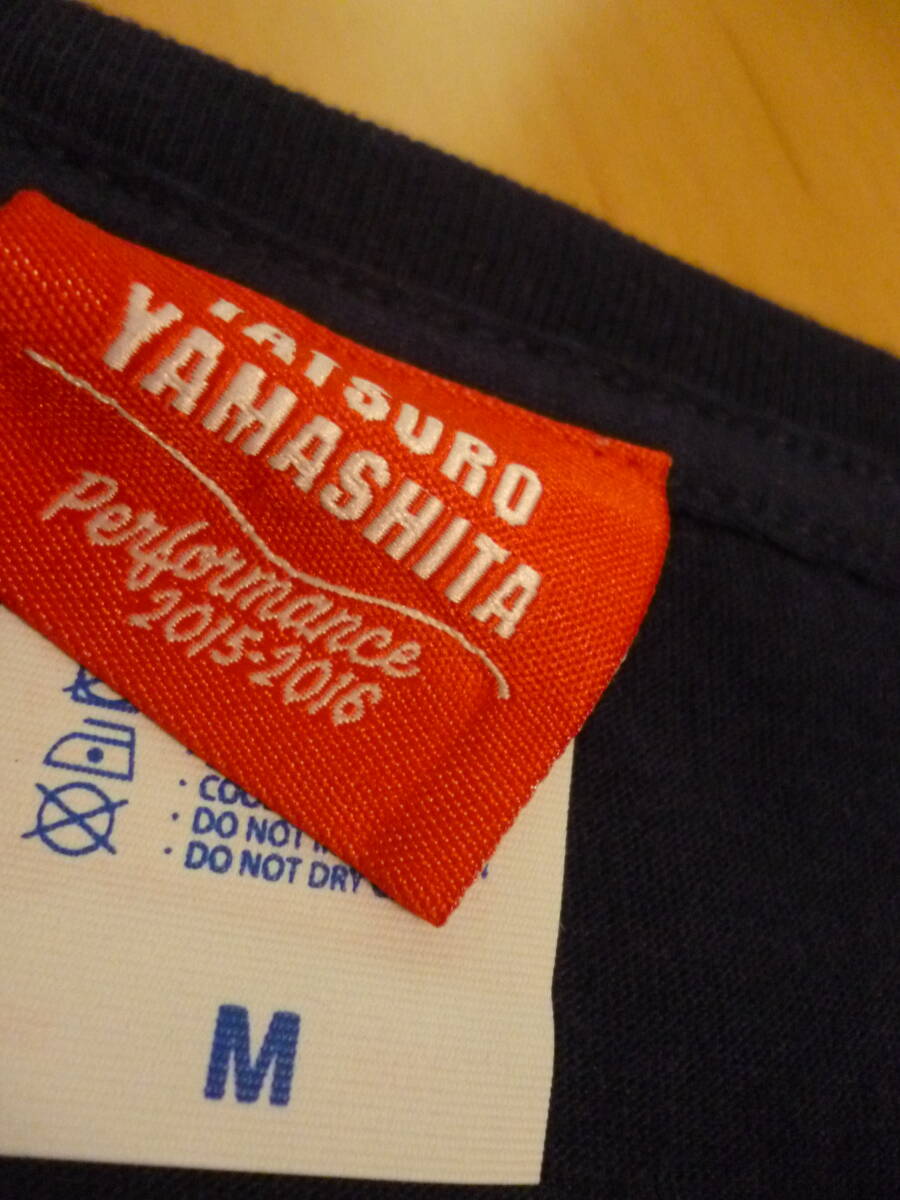 TATSURO
YAMASHITA
Performance
2015-2016
· DO NOT
· DO NOT DRY
M